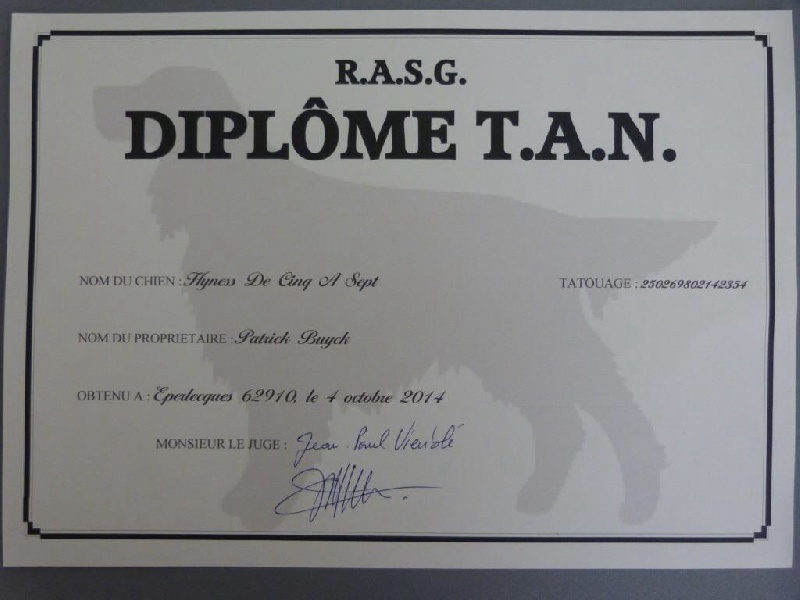 R.A.S.G.
DIPLÔME T.A.N.
NOM DU CHIEN : Flyness De Cinq A Sept TATOUAGE : 250269802142354
NOM DU PROPRIETAIRE : Patrick Buyck
OBTENU A : Eperlecques 62910, le 4 octobre 2014
MONSIEUR LE JUGE : Jean-Paul Vieublé